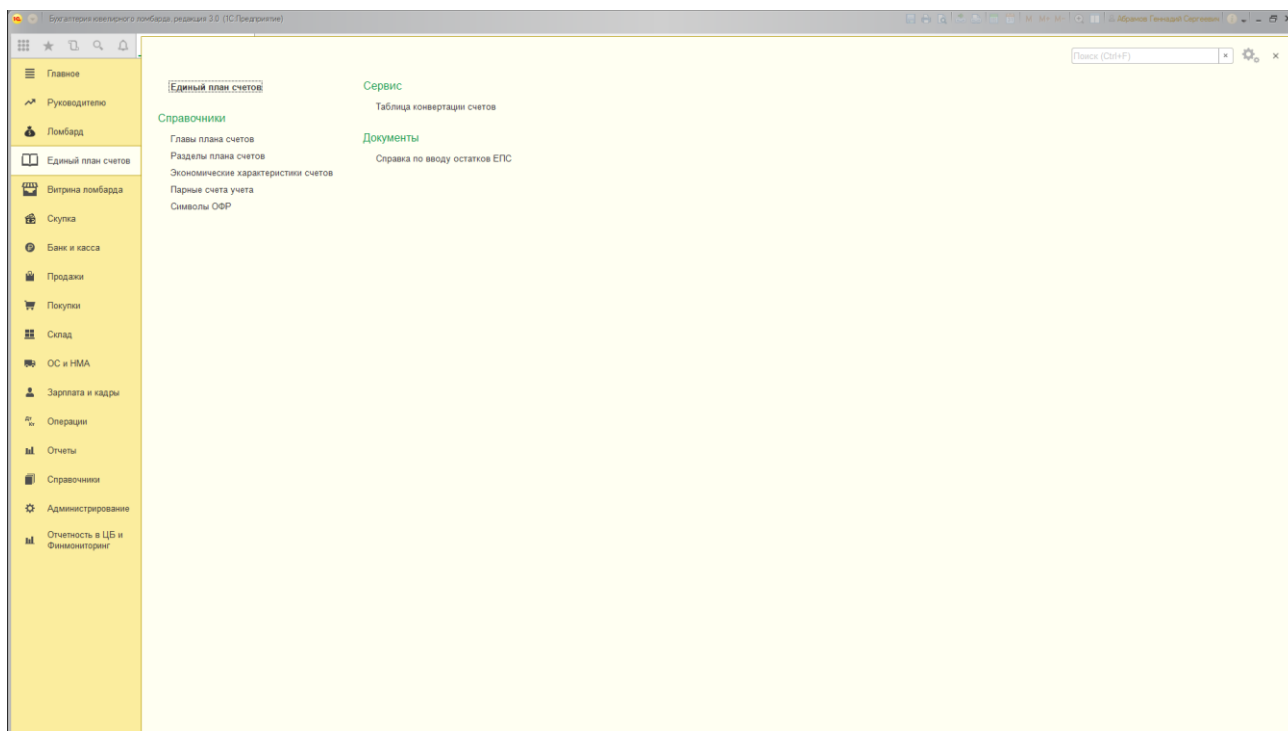 Бухгалтерия ювелирного ломбарда, редакция 3.0 (1С:Предприятие)
M M+ M-
Абрамов Геннадий Сергеевич
Поиск (Ctrl+F)
Главное
Руководителю
Ломбард
Единый план счетов
Витрина ломбарда
Скупка
Банк и касса
Продажи
Покупки
Склад
ОС и НМА
Зарплата и кадры
Операции
Отчеты
Справочники
Администрирование
Отчетность в ЦБ и
Финмониторинг
Единый план счетов
Справочники
Главы плана счетов
Разделы плана счетов
Экономические характеристики счетов
Парные счета учета
Символы ОФР
Сервис
Таблица конвертации счетов
Документы
Справка по вводу остатков ЕПС